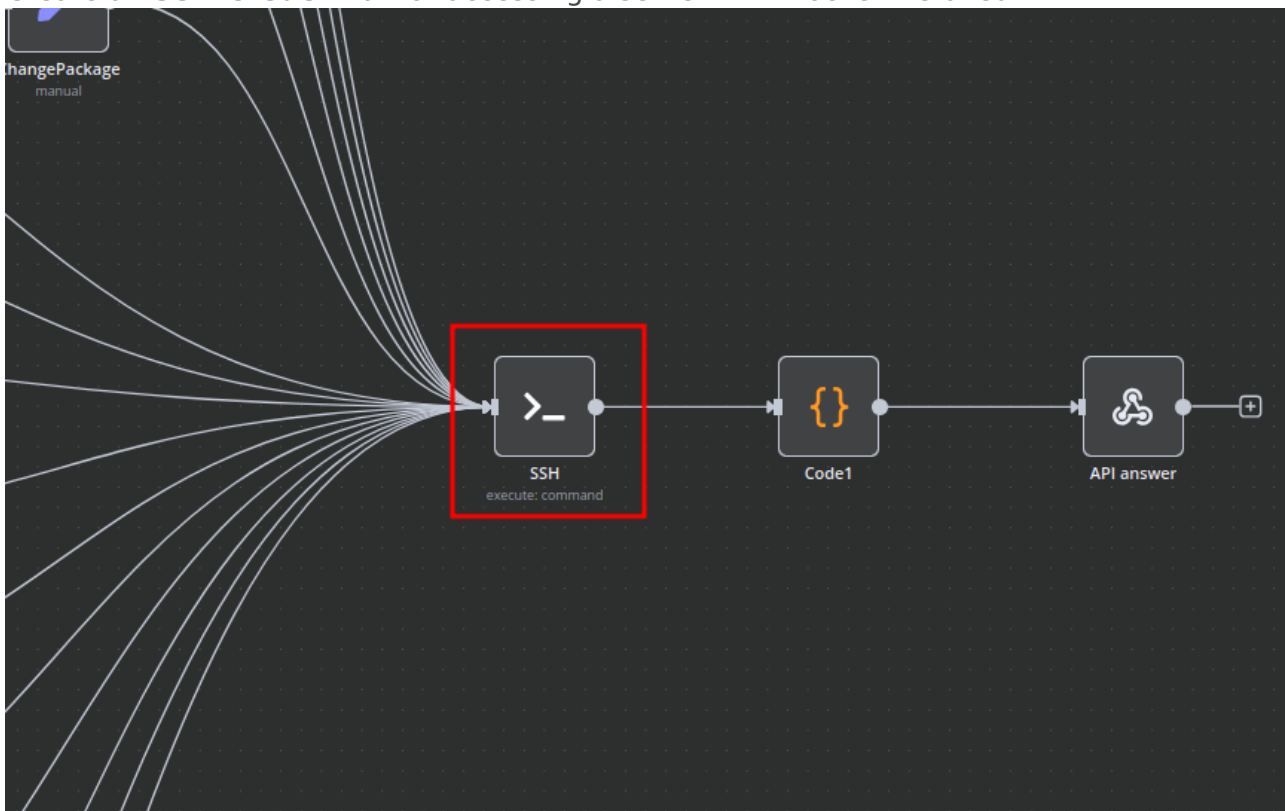 hangePackage
manual
>_
SSH
execute: command
{}
Code1
API answer